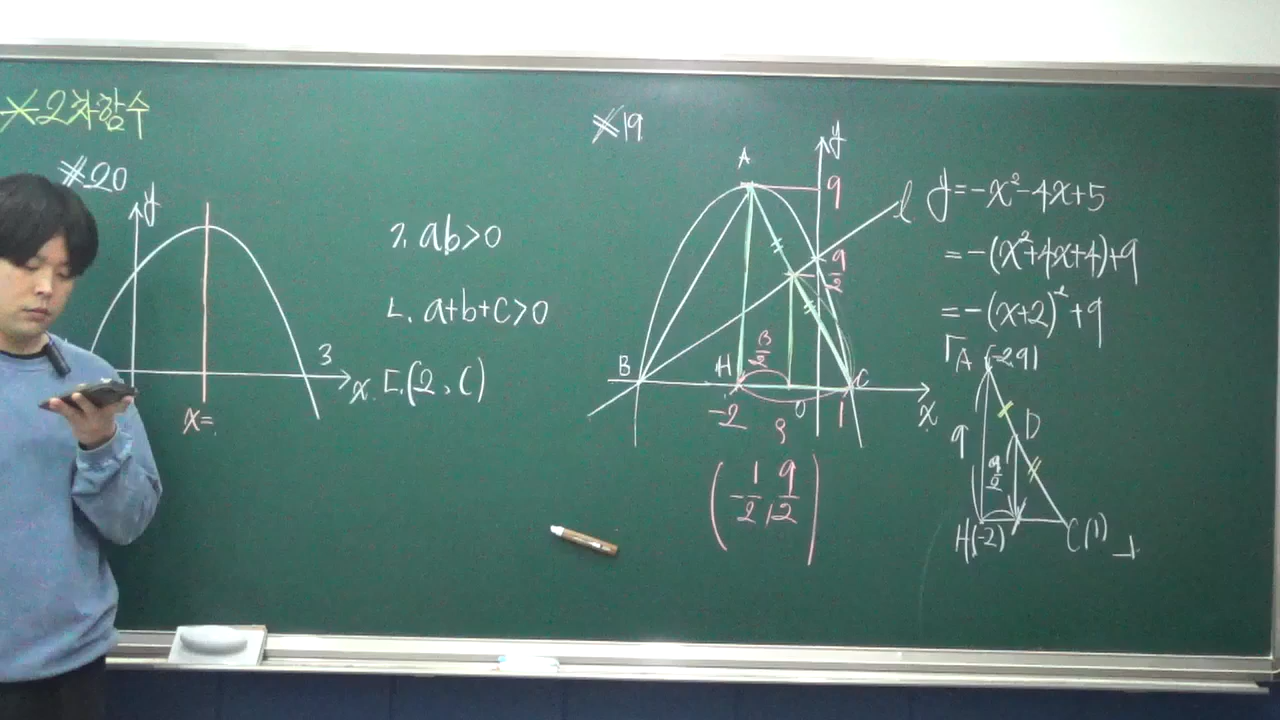 ※2차함수
#20
y
3
x
x=
ㄱ. ab>0
ㄴ. a+b+c>0
ㄷ. (2, c)
※19
A
y
9
l
9/2
B
H
3/2
C
-2
O
1
x
3
(-1/2, 9/2)
y=-x²-4x+5
=-(x²+4x+4)+9
=-(x+2)²+9
A(-2,9)
9
D
9/2
H(-2)
C(1)